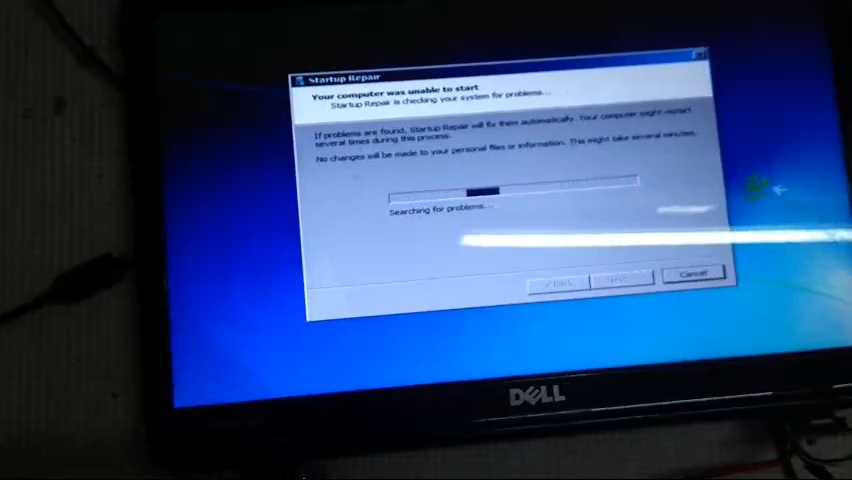 Startup Repair
Your computer was unable to start
Startup Repair is checking your system for problems...
If problems are found, Startup Repair will fix them automatically. Your computer might restart
several times during this process.
No changes will be made to your personal files or information. This might take several minutes.
Searching for problems...
< Back
Next >
Cancel
DELL